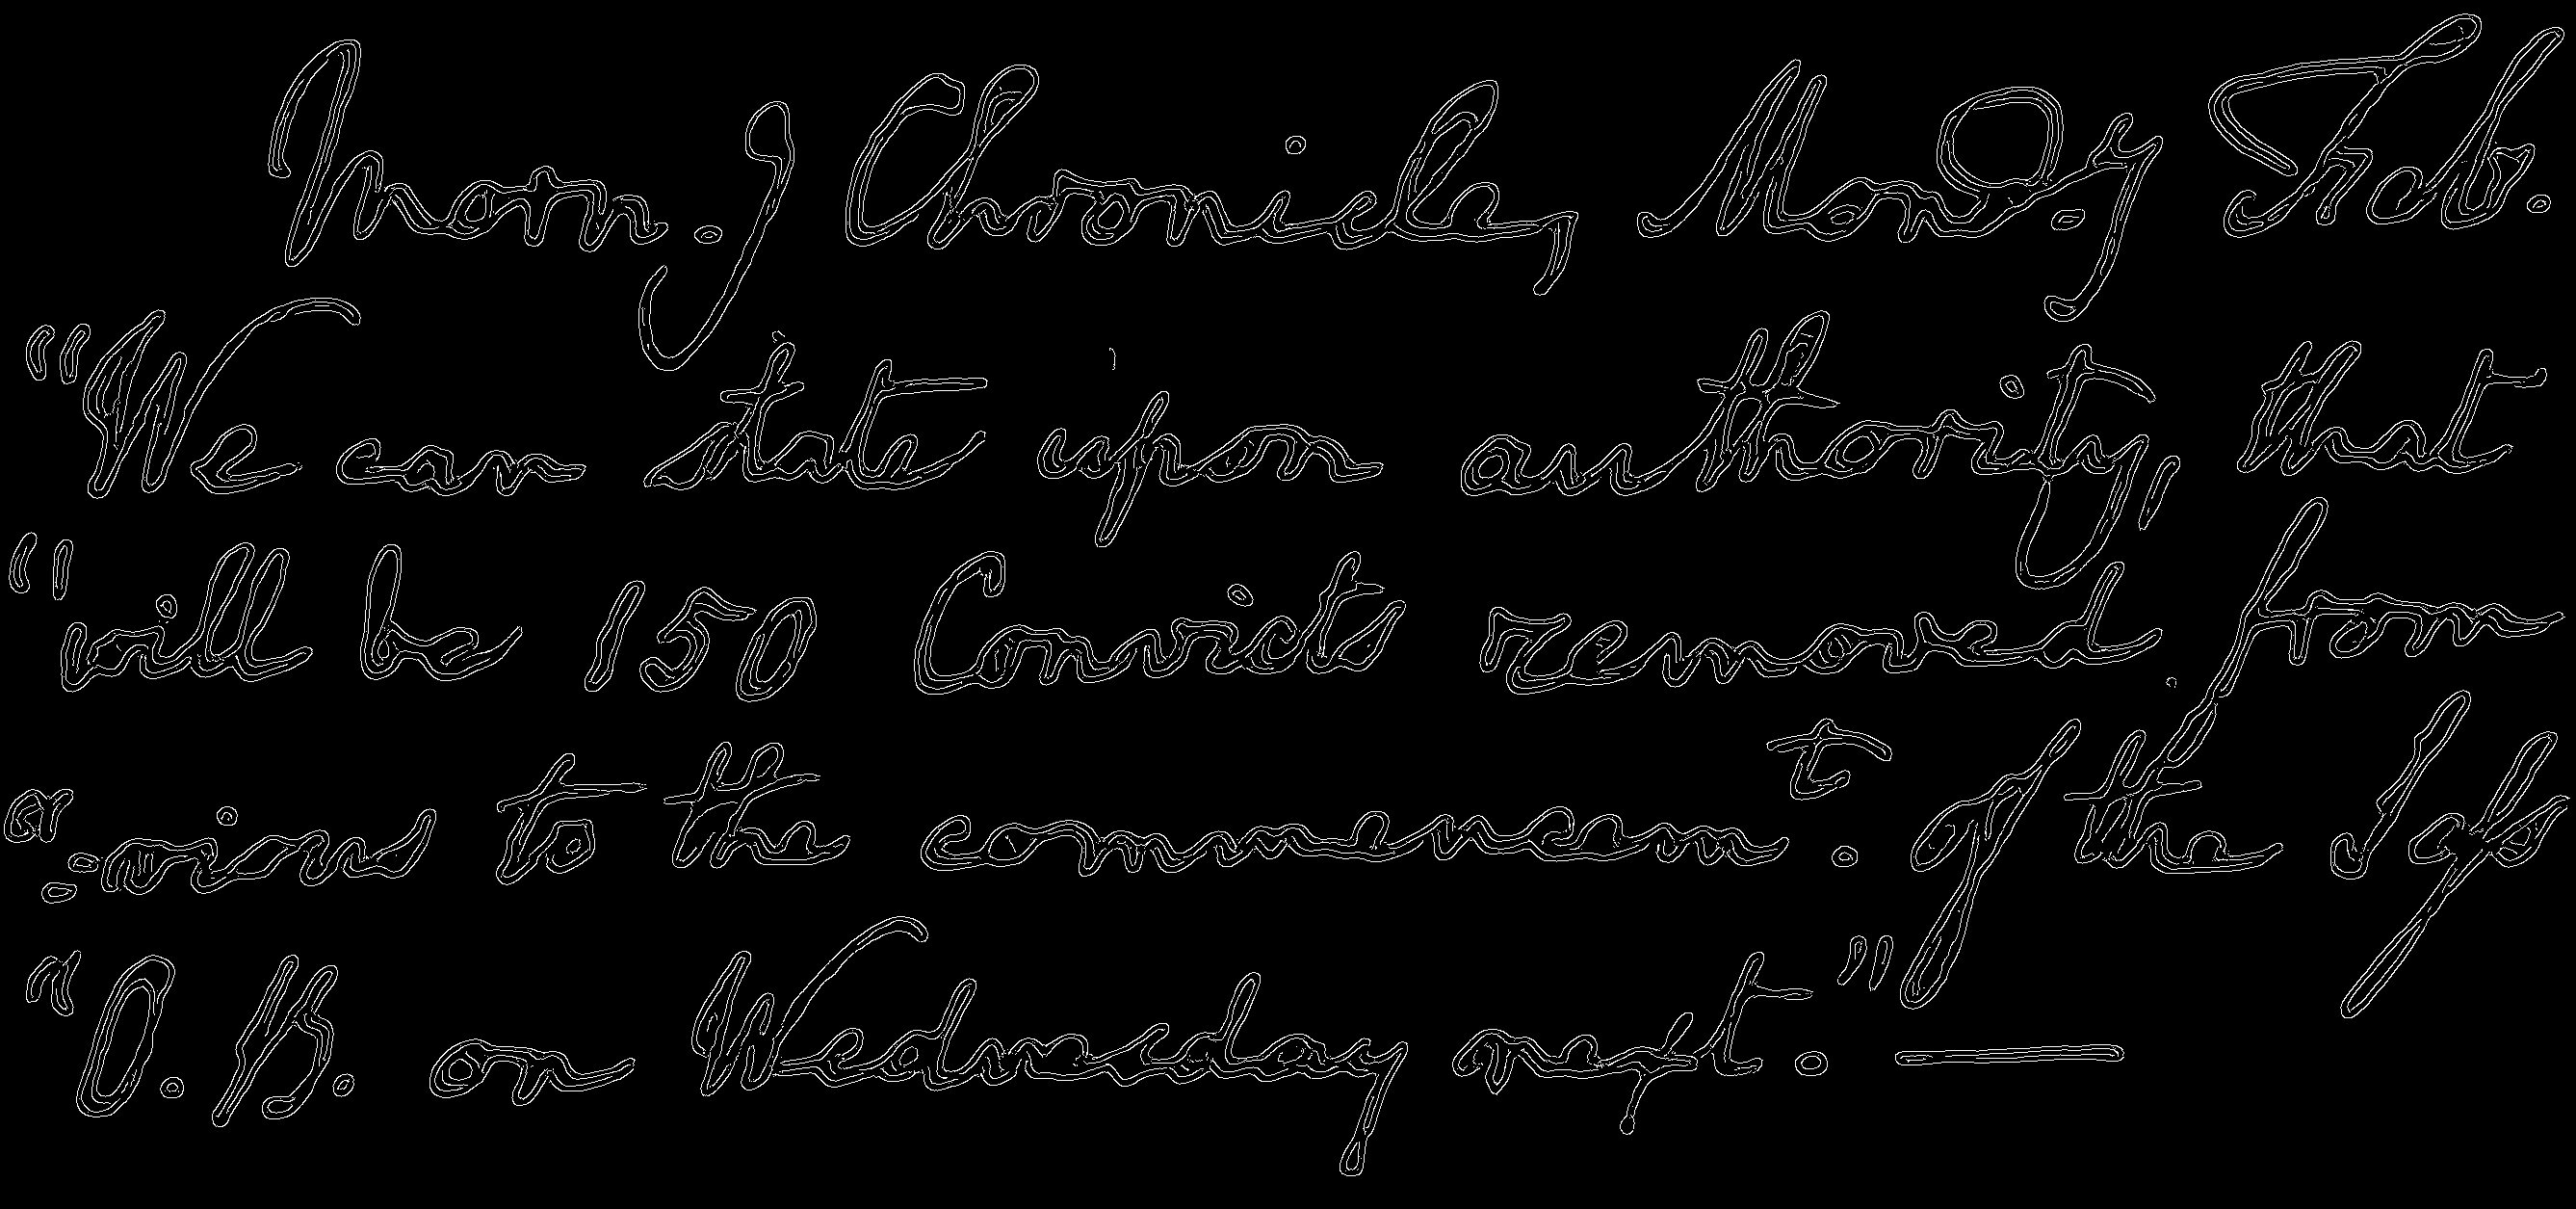 Morn.g Chronicle, Mond.y Feb.
"We can state upon authority, that
"will be 150 Convicts removed from
"-vious to the commencem.t of the
"O. B. on Wednesday next." —